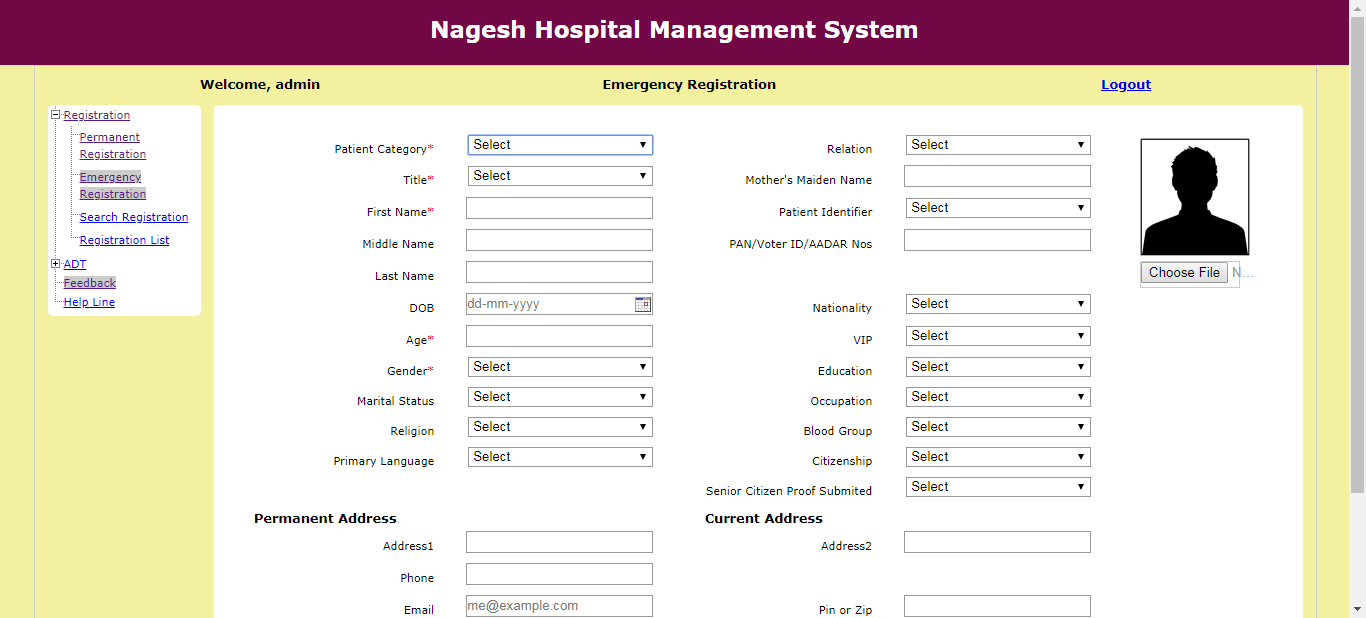 Nagesh Hospital Management System
Welcome, admin Emergency Registration Logout
Registration
Permanent
Registration
Emergency
Registration
Search Registration
Registration List
ADT
Feedback
Help Line
Patient Category* Select Relation Select
Title* Select Mother's Maiden Name
First Name* Patient Identifier Select
Middle Name PAN/Voter ID/AADAR Nos
Last Name Choose File N...
DOB dd-mm-yyyy Nationality Select
Age* VIP Select
Gender* Select Education Select
Marital Status Select Occupation Select
Religion Select Blood Group Select
Primary Language Select Citizenship Select
Senior Citizen Proof Submited Select
Permanent Address Current Address
Address1 Address2
Phone
Email me@example.com Pin or Zip